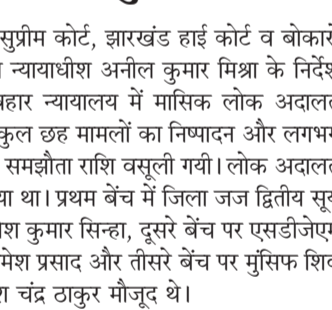 सुप्रीम कोर्ट, झारखंड हाई कोर्ट व बोकारो
न्यायाधीश अनील कुमार मिश्रा के निर्देश
व्यवहार न्यायालय में मासिक लोक अदालत
कुल छह मामलों का निष्पादन और लगभग
समझौता राशि वसूली गयी। लोक अदालत
था। प्रथम बेंच में जिला जज द्वितीय सूर्य
कुमार सिन्हा, दूसरे बेंच पर एसडीजेएम
प्रसाद और तीसरे बेंच पर मुंसिफ शिव
चंद्र ठाकुर मौजूद थे।